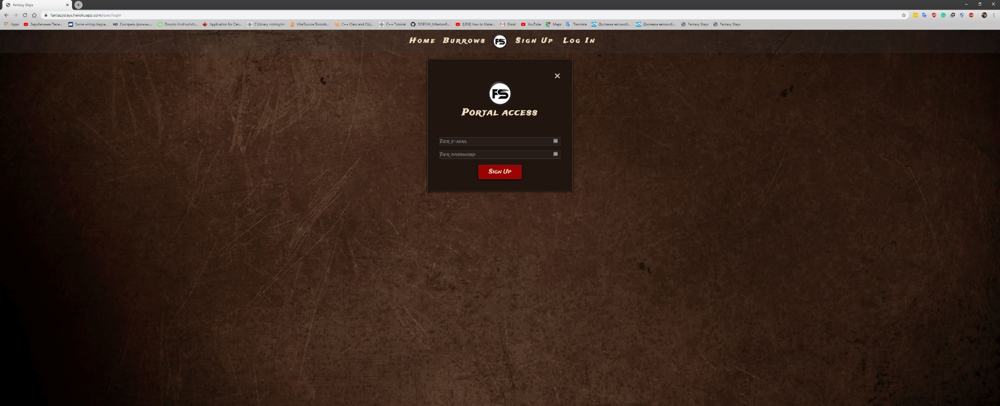 Fantasy Stays
fantazystays.herokuapp.com/user/login
Apps Зарубежные Песн... Some wiring diagra... HD Смотреть фильмы... Dmytro Andriushch... Application for Can... C Library <string.h> VitalSource Booksh... C++ Class and Obj... C++ Tutorial OOP244_Mileston6... [UE4] How to Make... Gmail YouTube Maps Translate Доставка автомоб... Доставка автомоб... Fantasy Stays Fantasy Stays
Home Burrows FS Sign Up Log In
FS
Portal access
Tier e-mail
Tier password
Sign Up